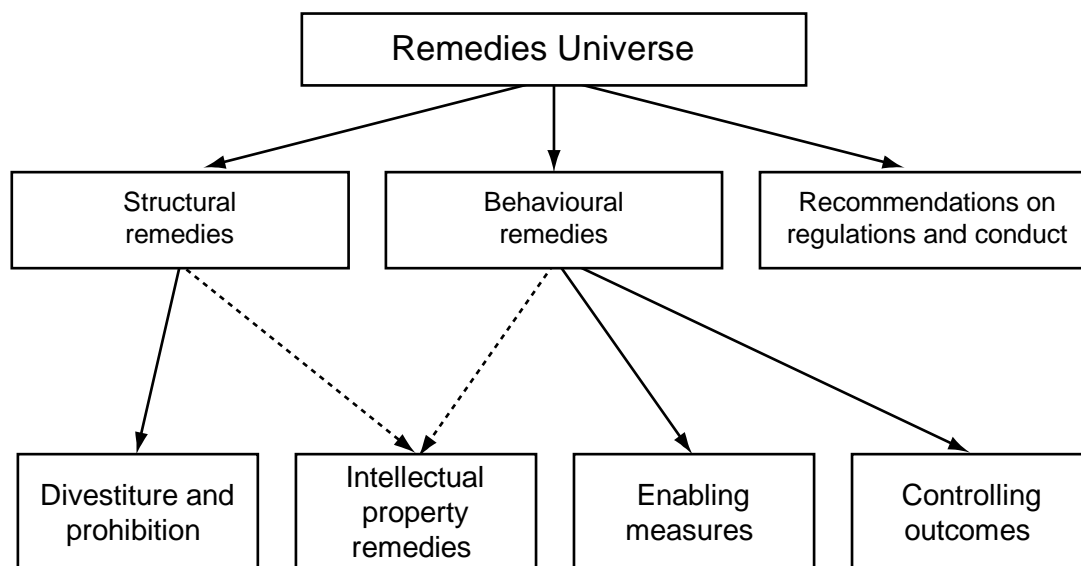 Remedies Universe
Structural
remedies
Behavioural
remedies
Recommendations on
regulations and conduct
Divestiture and
prohibition
Intellectual
property
remedies
Enabling
measures
Controlling
outcomes